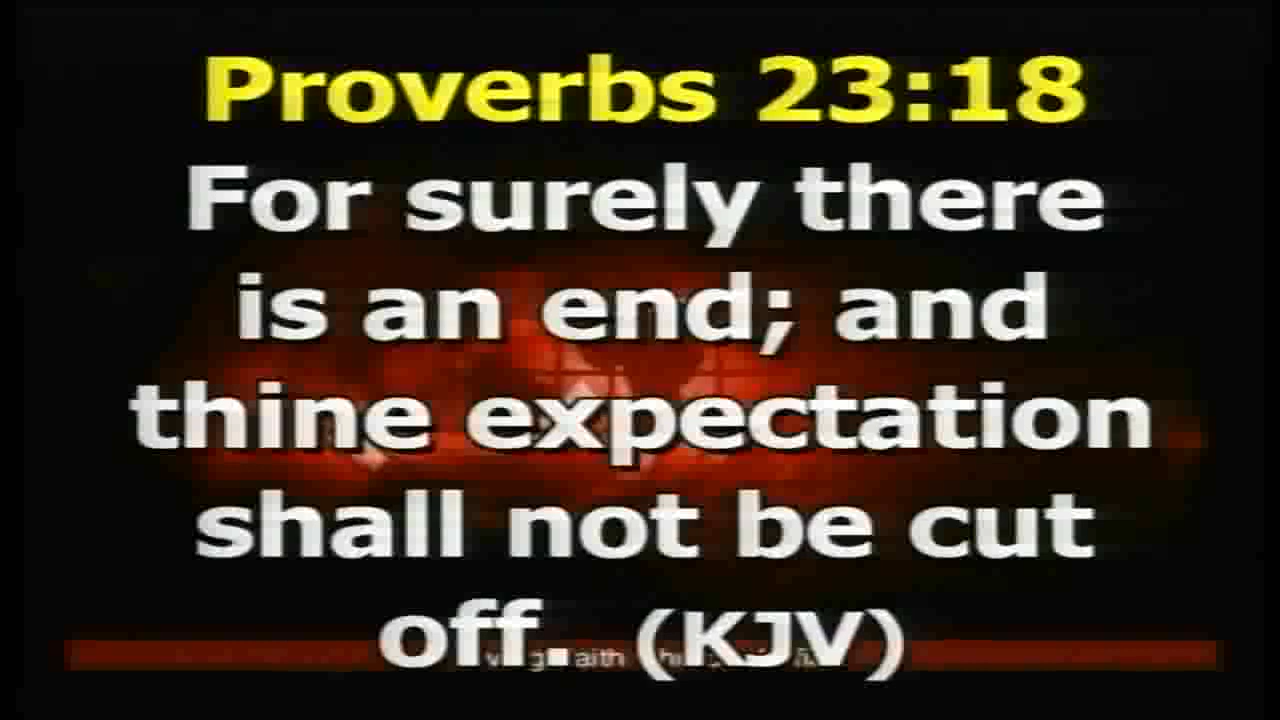 Proverbs 23:18
For surely there
is an end; and
thine expectation
shall not be cut
off. (KJV)